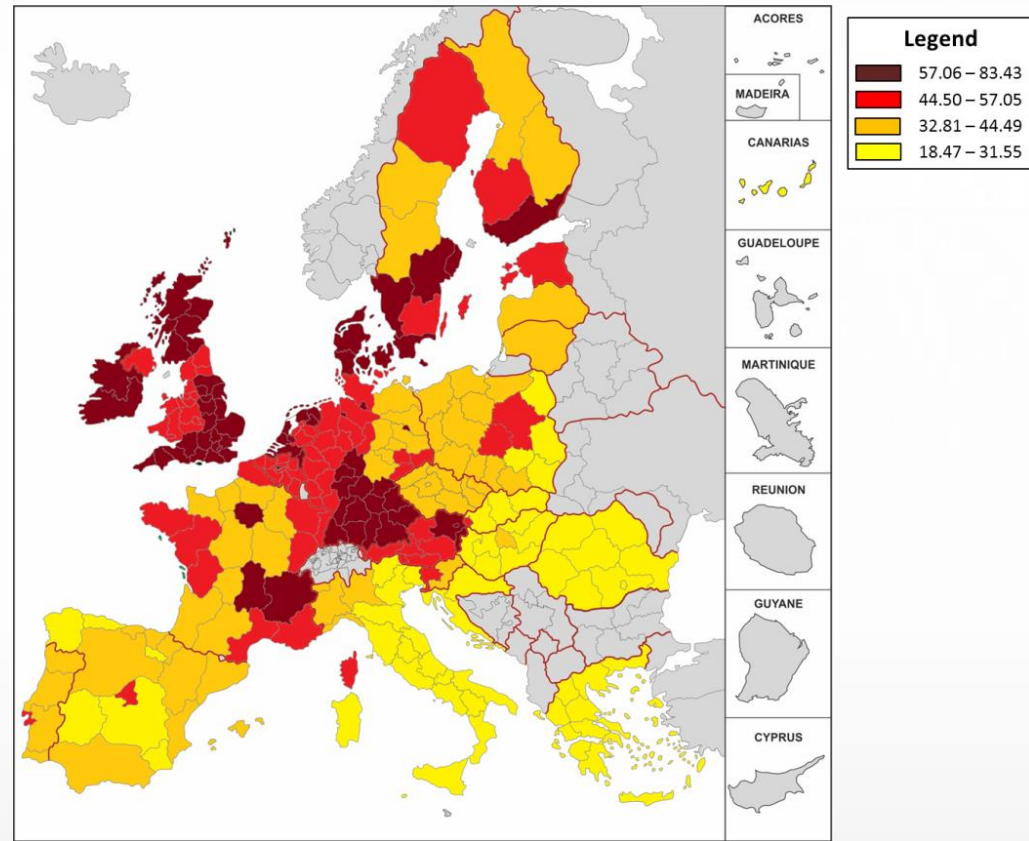 ACORES
MADEIRA
CANARIAS
GUADELOUPE
MARTINIQUE
REUNION
GUYANE
CYPRUS
Legend
57.06 – 83.43
44.50 – 57.05
32.81 – 44.49
18.47 – 31.55